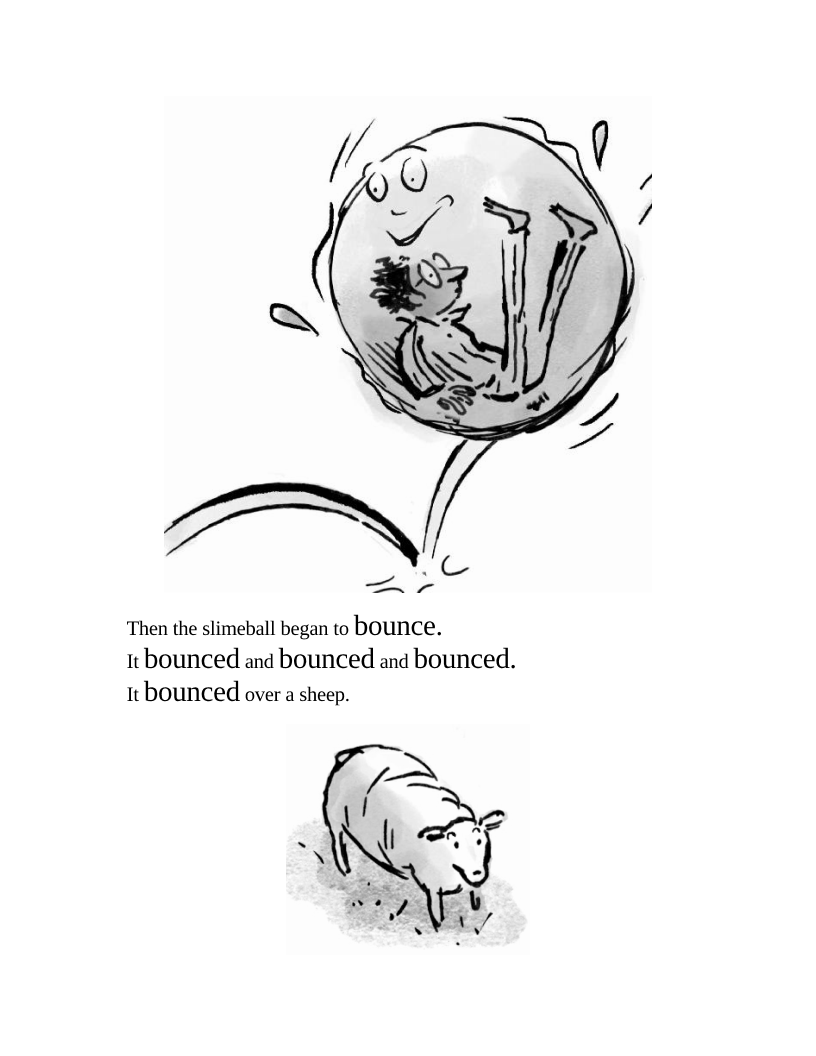 Then the slimeball began to bounce.
It bounced and bounced and bounced.
It bounced over a sheep.